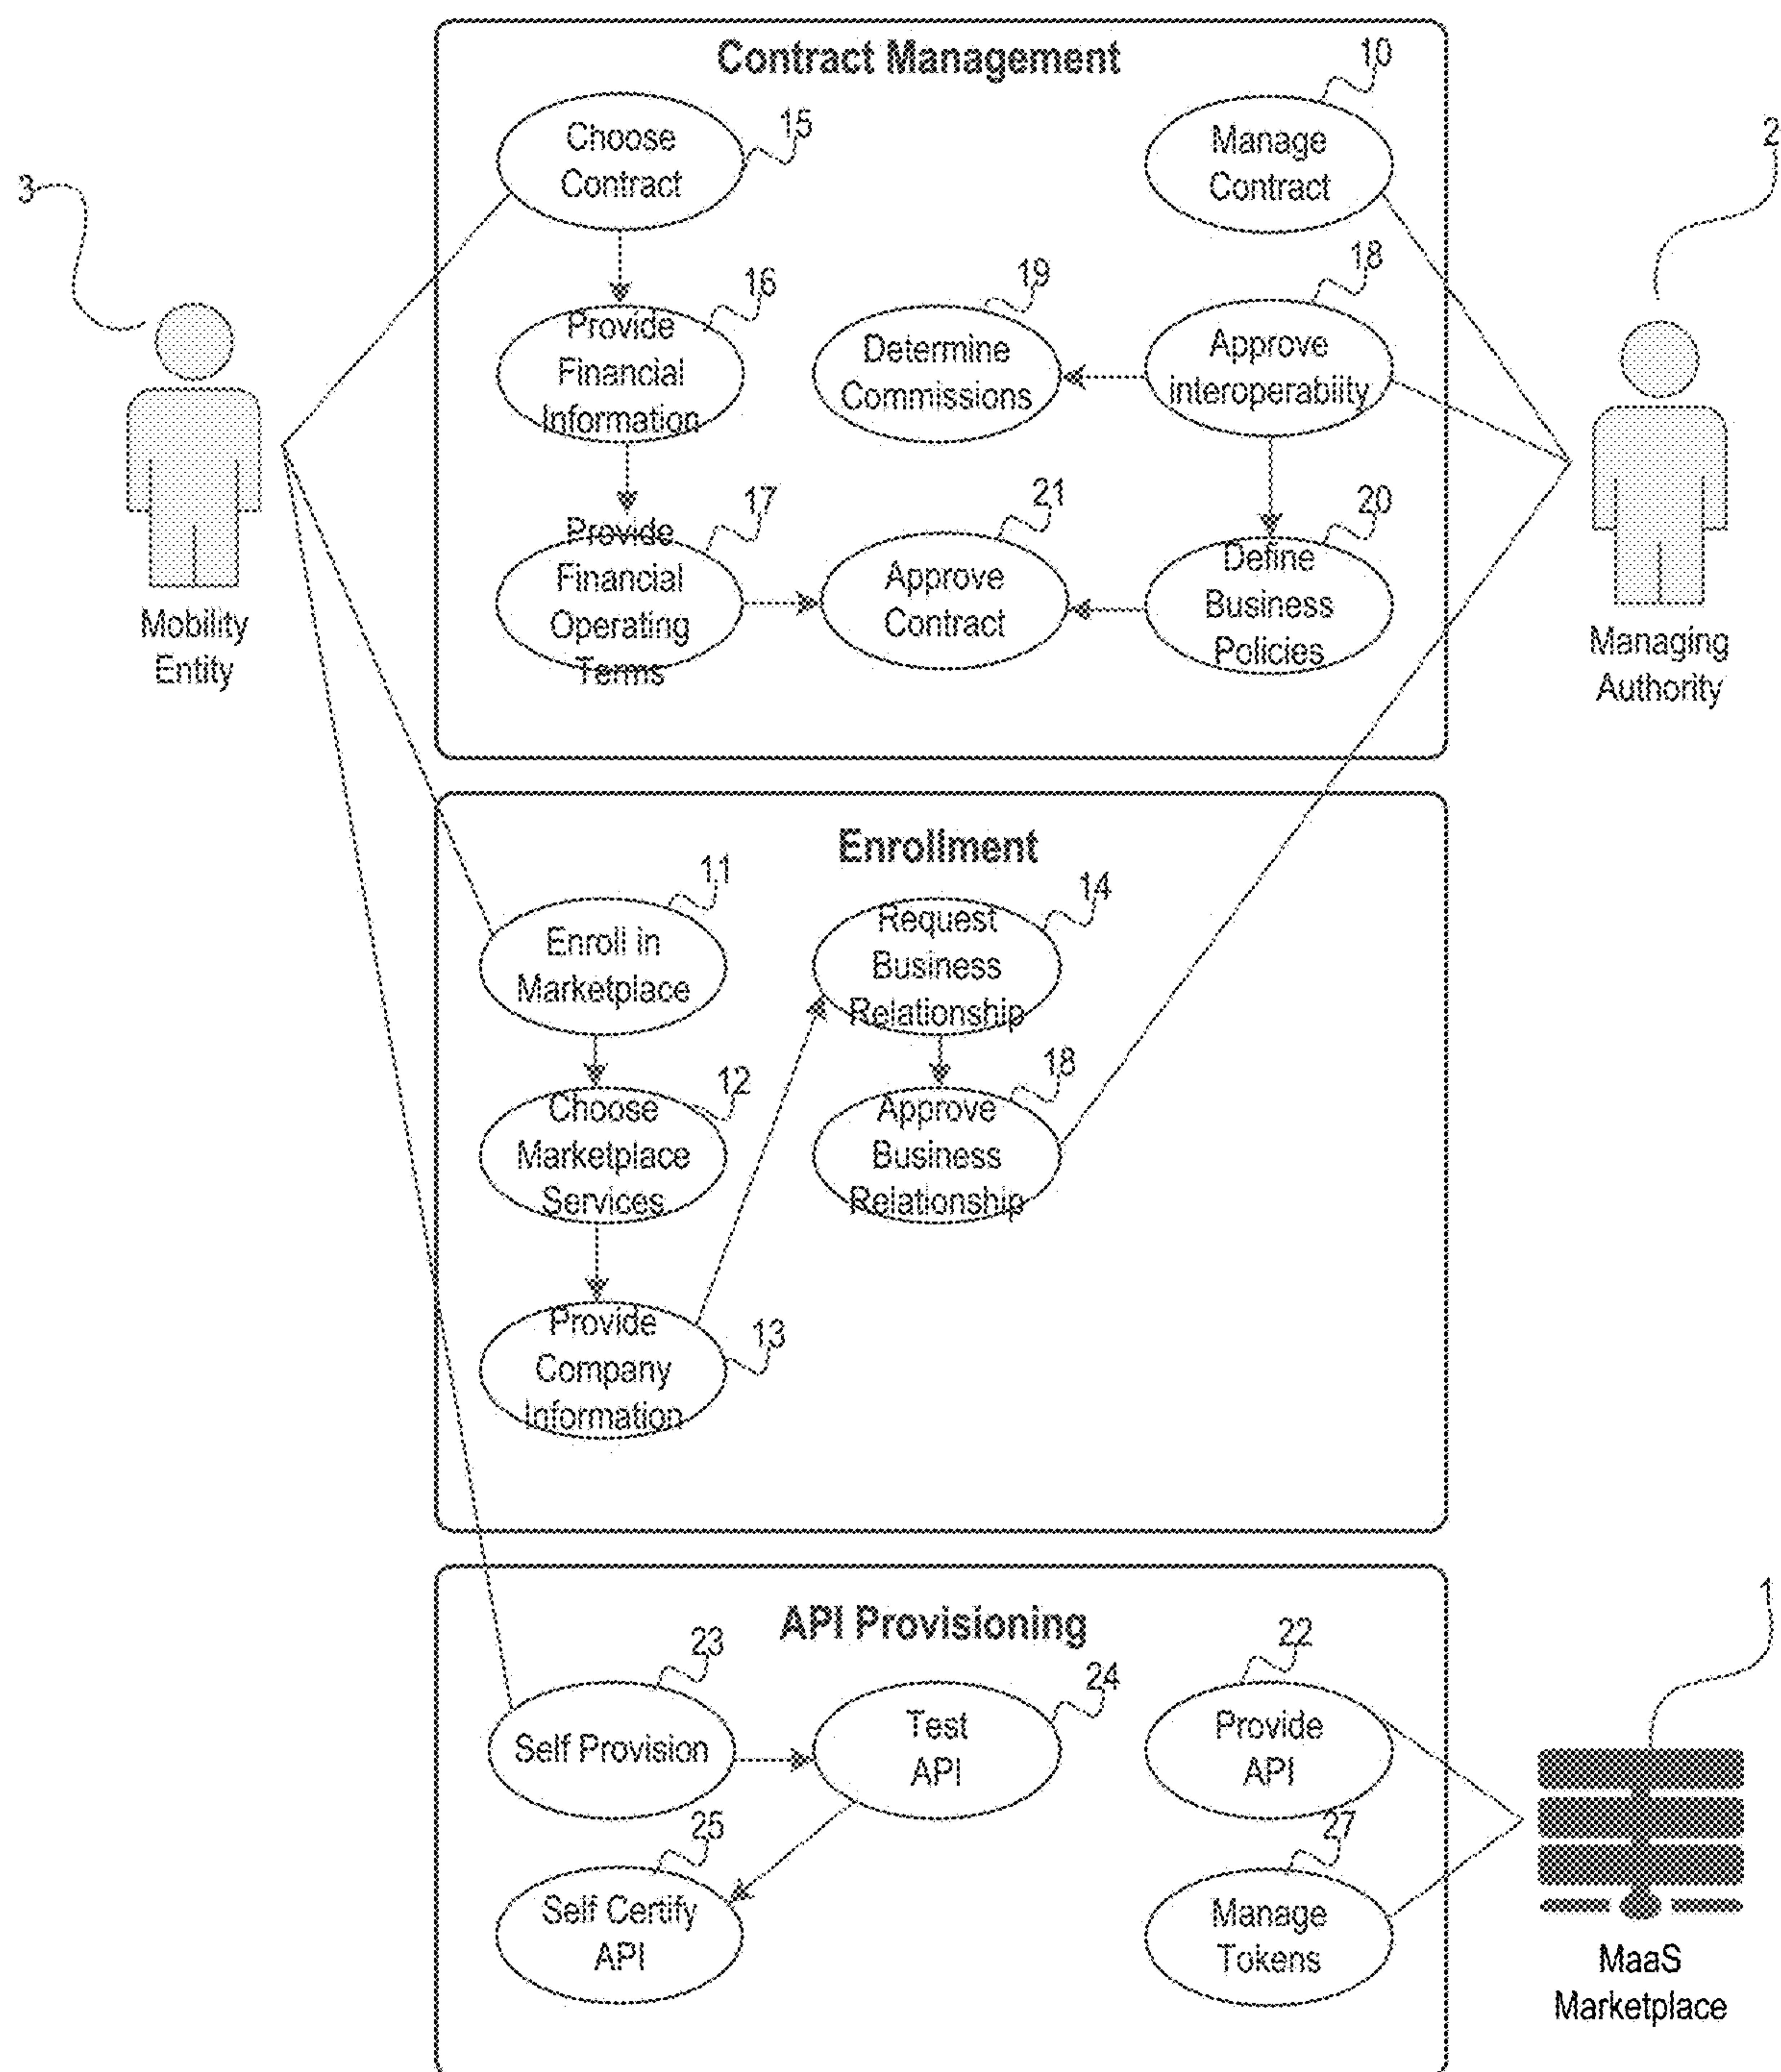 Contract Management
10
Choose
Contract
15
Manage
Contract
2
3
16
Provide
Financial
Information
19
Determine
Commissions
18
Approve
interoperabiity
17
Provide
Financial
Operating
Terms
21
Approve
Contract
20
Define
Business
Policies
Mobility
Entity
Managing
Authority
Enrollment
11
Enroll in
Marketplace
14
Request
Business
Relationship
12
Choose
Marketplace
Services
18
Approve
Business
Relationship
13
Provide
Company
Information
API Provisioning
1
23
Self Provision
24
Test
API
22
Provide
API
25
Self Certify
API
27
Manage
Tokens
MaaS
Marketplace